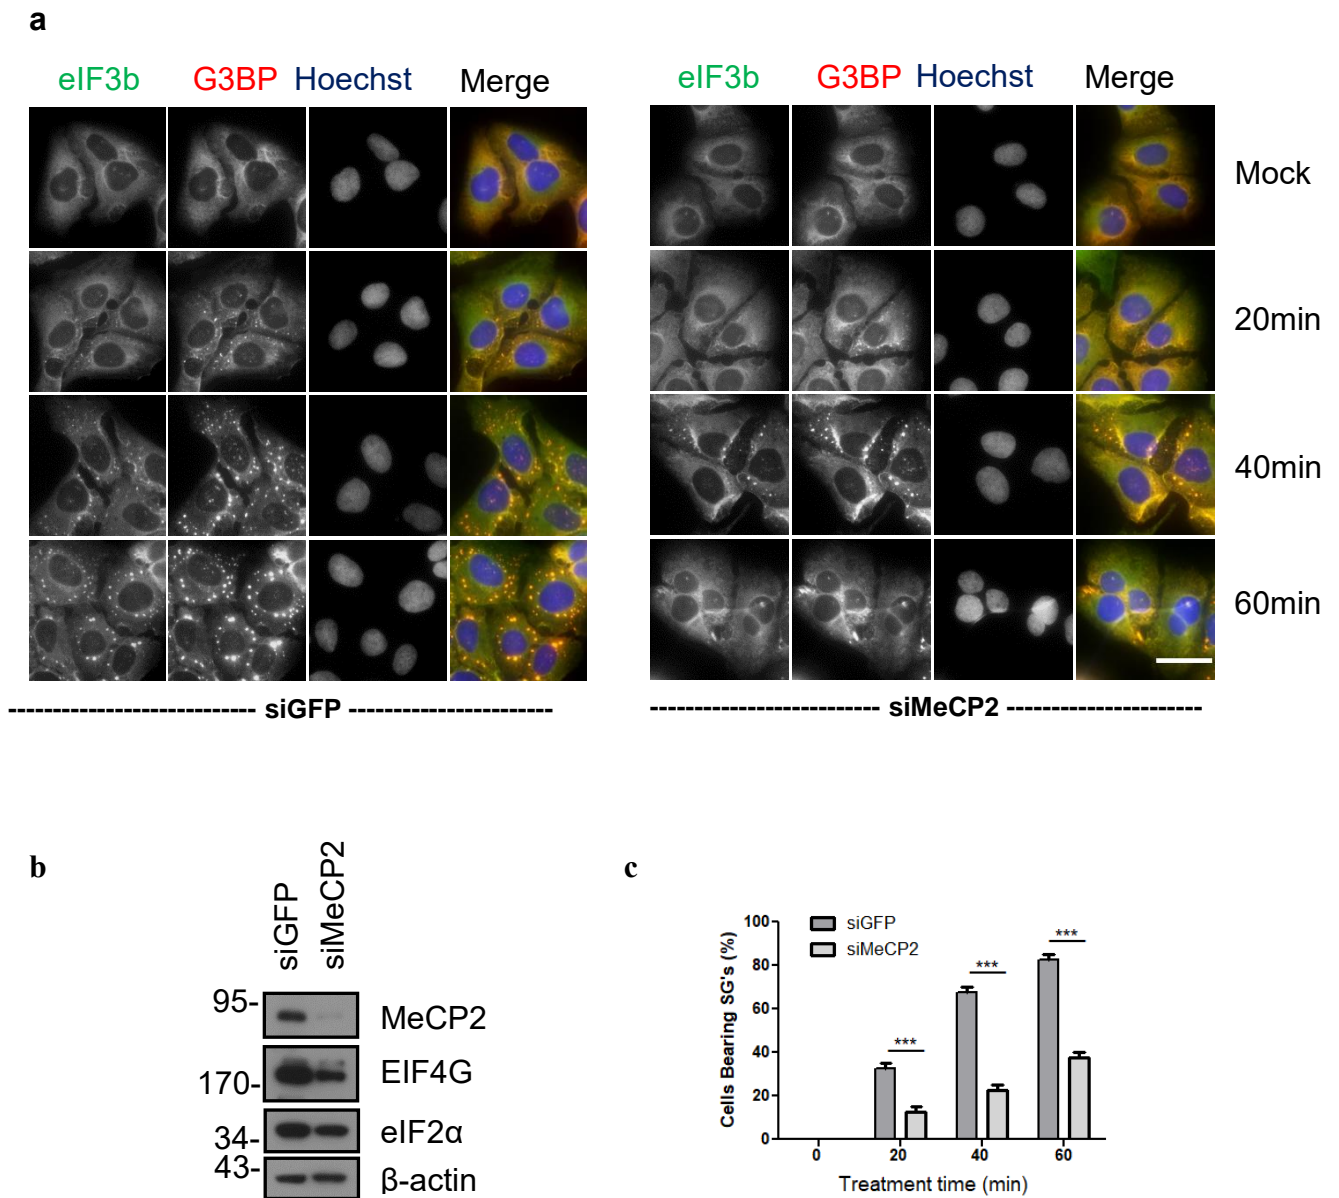 a
eIF3b G3BP Hoechst Merge
eIF3b G3BP Hoechst Merge
Mock
20min
40min
60min
--------------------------- siGFP ----------------------
------------------------- siMeCP2 ---------------------
b
siGFP
siMeCP2
95-
MeCP2
170-
EIF4G
34-
eIF2α
43-
β-actin
c
siGFP
siMeCP2
Cells Bearing SG's (%)
100
80
60
40
20
0
***
***
***
0 20 40 60
Treatment time (min)